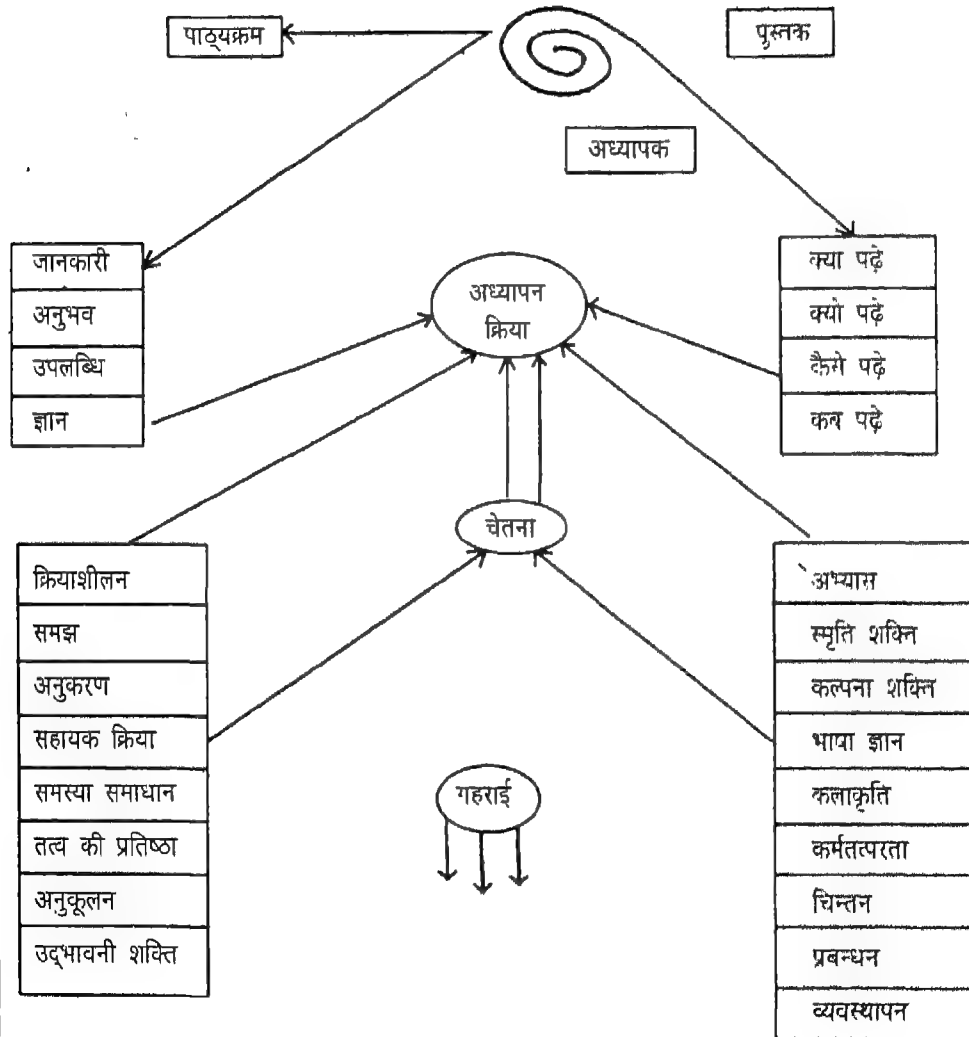 पाठ्यक्रम
पुस्तक
अध्यापक
जानकारी
अनुभव
उपलब्धि
ज्ञान
अध्यापन
क्रिया
क्या पढ़े
क्यो पढ़े
कैसे पढ़े
कब पढ़े
चेतना
क्रियाशीलन
समझ
अनुकरण
सहायक क्रिया
समस्या समाधान
तत्व की प्रतिष्ठा
अनुकूलन
उद्भावनी शक्ति
गहराई
अभ्यास
स्मृति शक्ति
कल्पना शक्ति
भाषा ज्ञान
कलाकृति
कर्मतत्परता
चिन्तन
प्रबन्धन
व्यवस्थापन